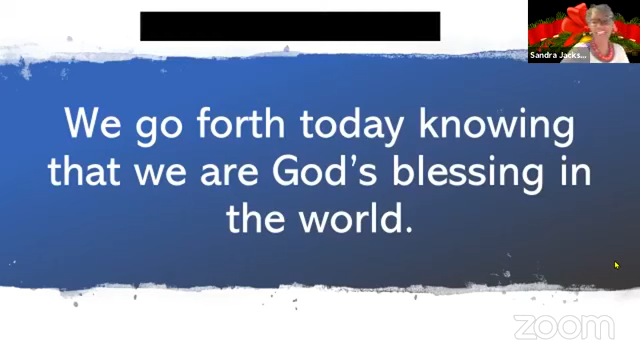 Sandra Jacks...
We go forth today knowing
that we are God's blessing in
the world.
zoom